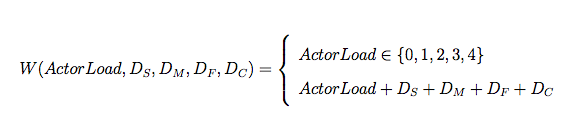 W(ActorLoad, D_S, D_M, D_F, D_C) = { ActorLoad ∈ {0, 1, 2, 3, 4}
ActorLoad + D_S + D_M + D_F + D_C